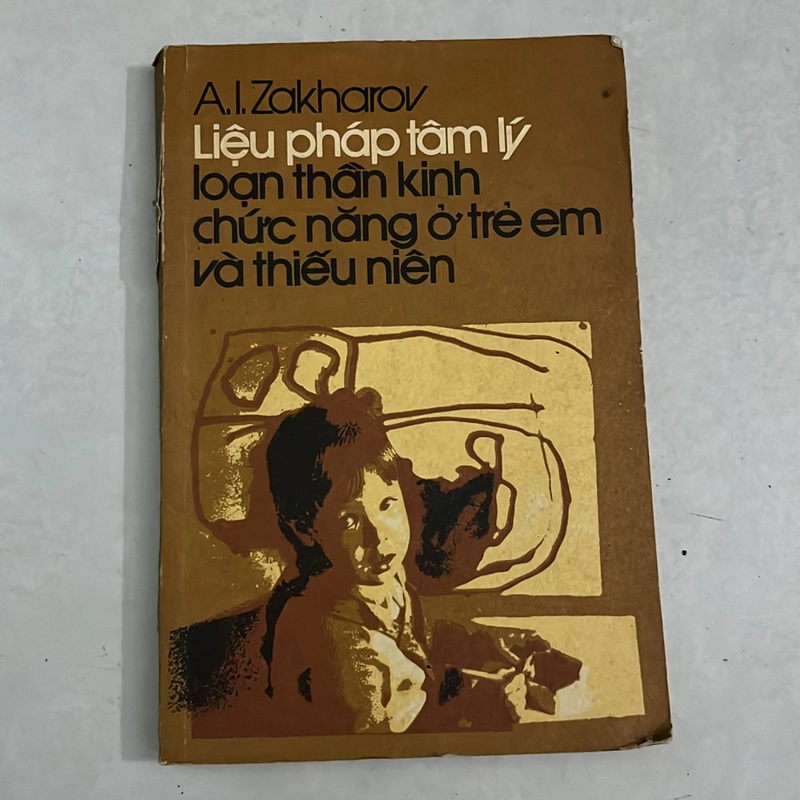 A.I. Zakharov
Liệu pháp tâm lý
loạn thần kinh
chức năng ở trẻ em
và thiếu niên